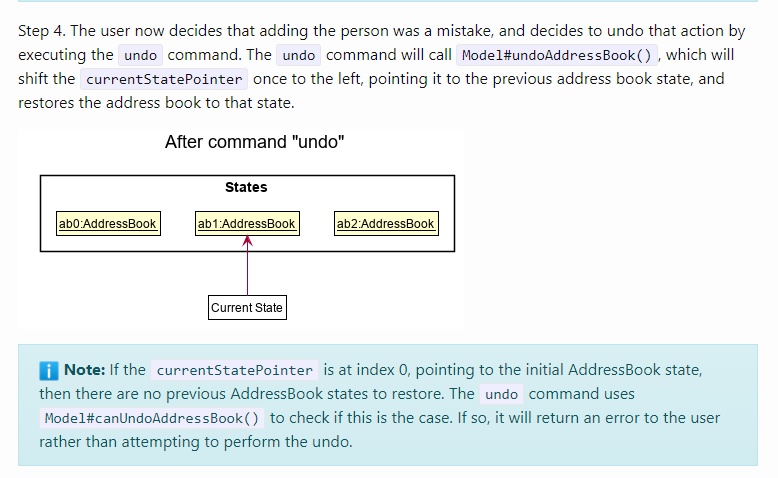 Step 4. The user now decides that adding the person was a mistake, and decides to undo that action by
executing the undo command. The undo command will call Model#undoAddressBook() , which will
shift the currentStatePointer once to the left, pointing it to the previous address book state, and
restores the address book to that state.
After command "undo"
States
ab0:AddressBook ab1:AddressBook ab2:AddressBook
Current State
i Note: If the currentStatePointer is at index 0, pointing to the initial AddressBook state,
then there are no previous AddressBook states to restore. The undo command uses
Model#canUndoAddressBook() to check if this is the case. If so, it will return an error to the user
rather than attempting to perform the undo.